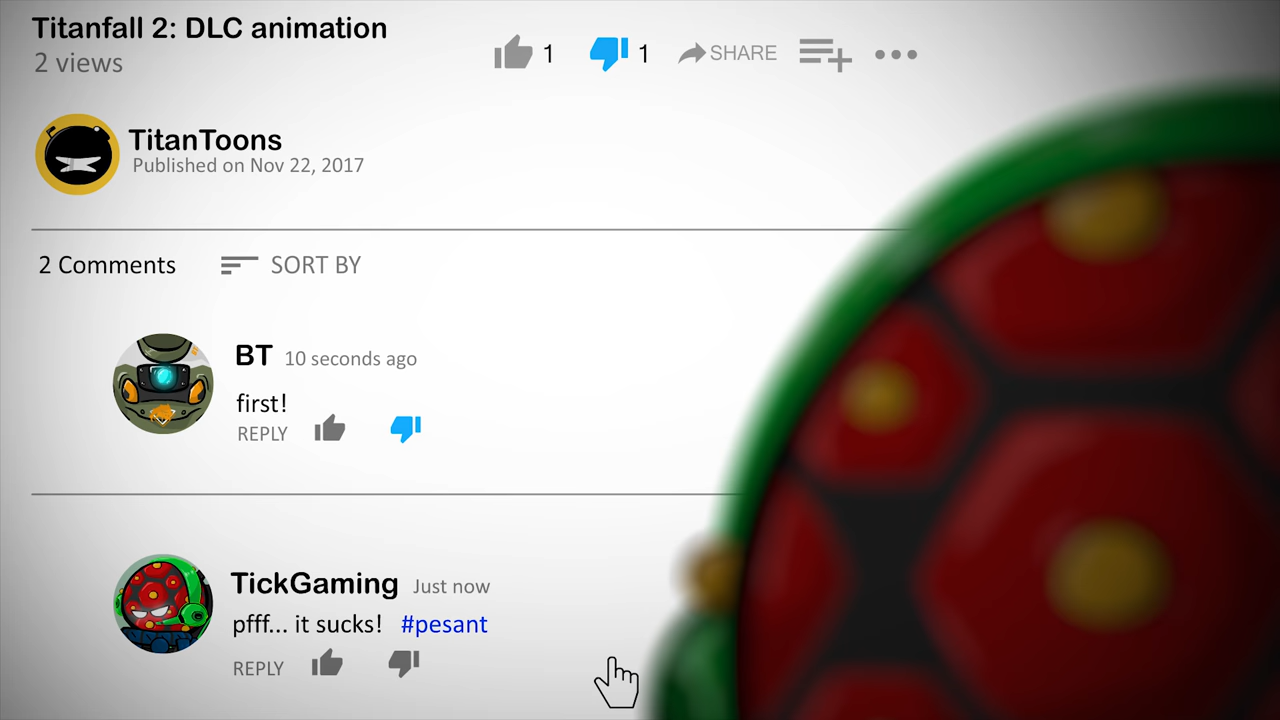 Titanfall 2: DLC animation
2 views
1
1
SHARE
TitanToons
Published on Nov 22, 2017
2 Comments
SORT BY
BT 10 seconds ago
first!
REPLY
TickGaming Just now
pfff... it sucks! #pesant
REPLY